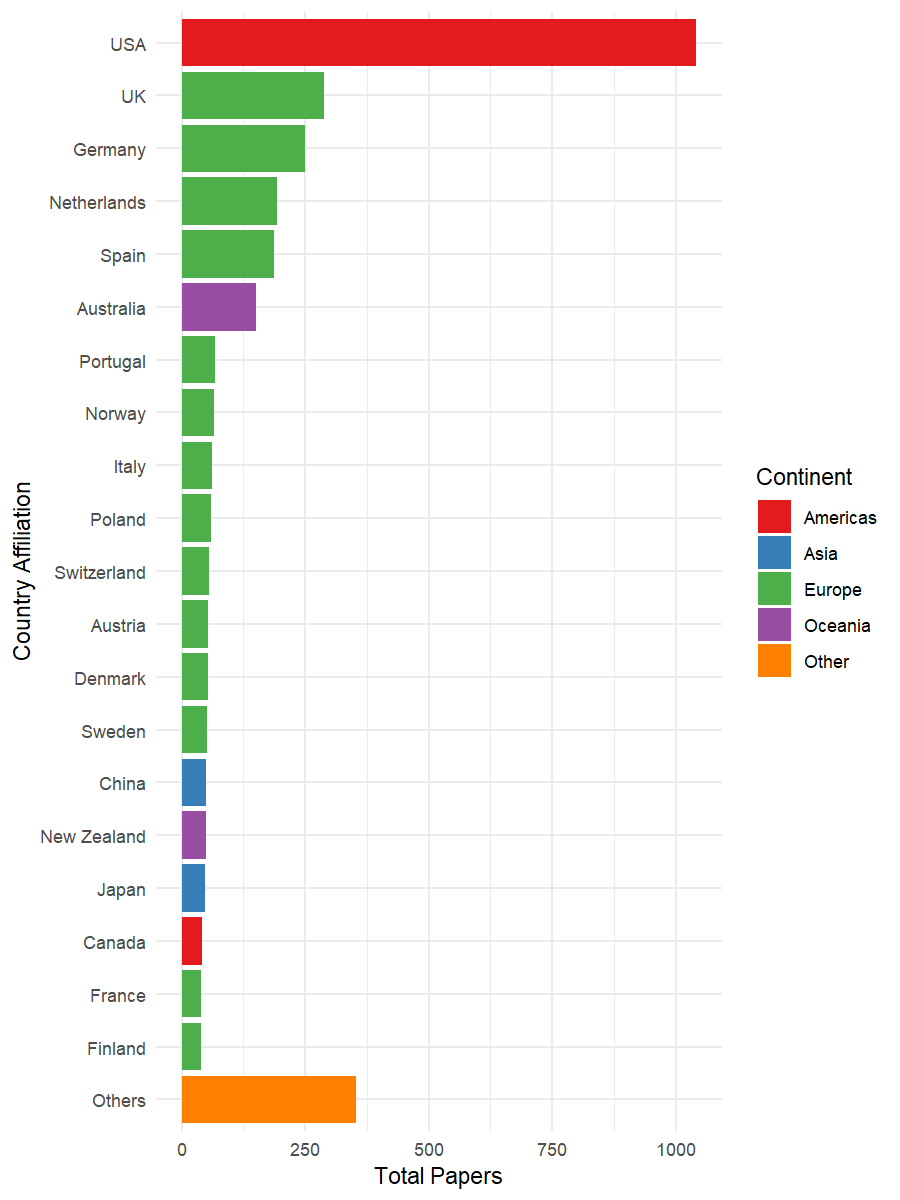 USA
UK
Germany
Netherlands
Spain
Australia
Portugal
Norway
Italy
Poland
Switzerland
Austria
Denmark
Sweden
China
New Zealand
Japan
Canada
France
Finland
Others
Country Affiliation
0 250 500 750 1000
Total Papers
Continent
Americas
Asia
Europe
Oceania
Other